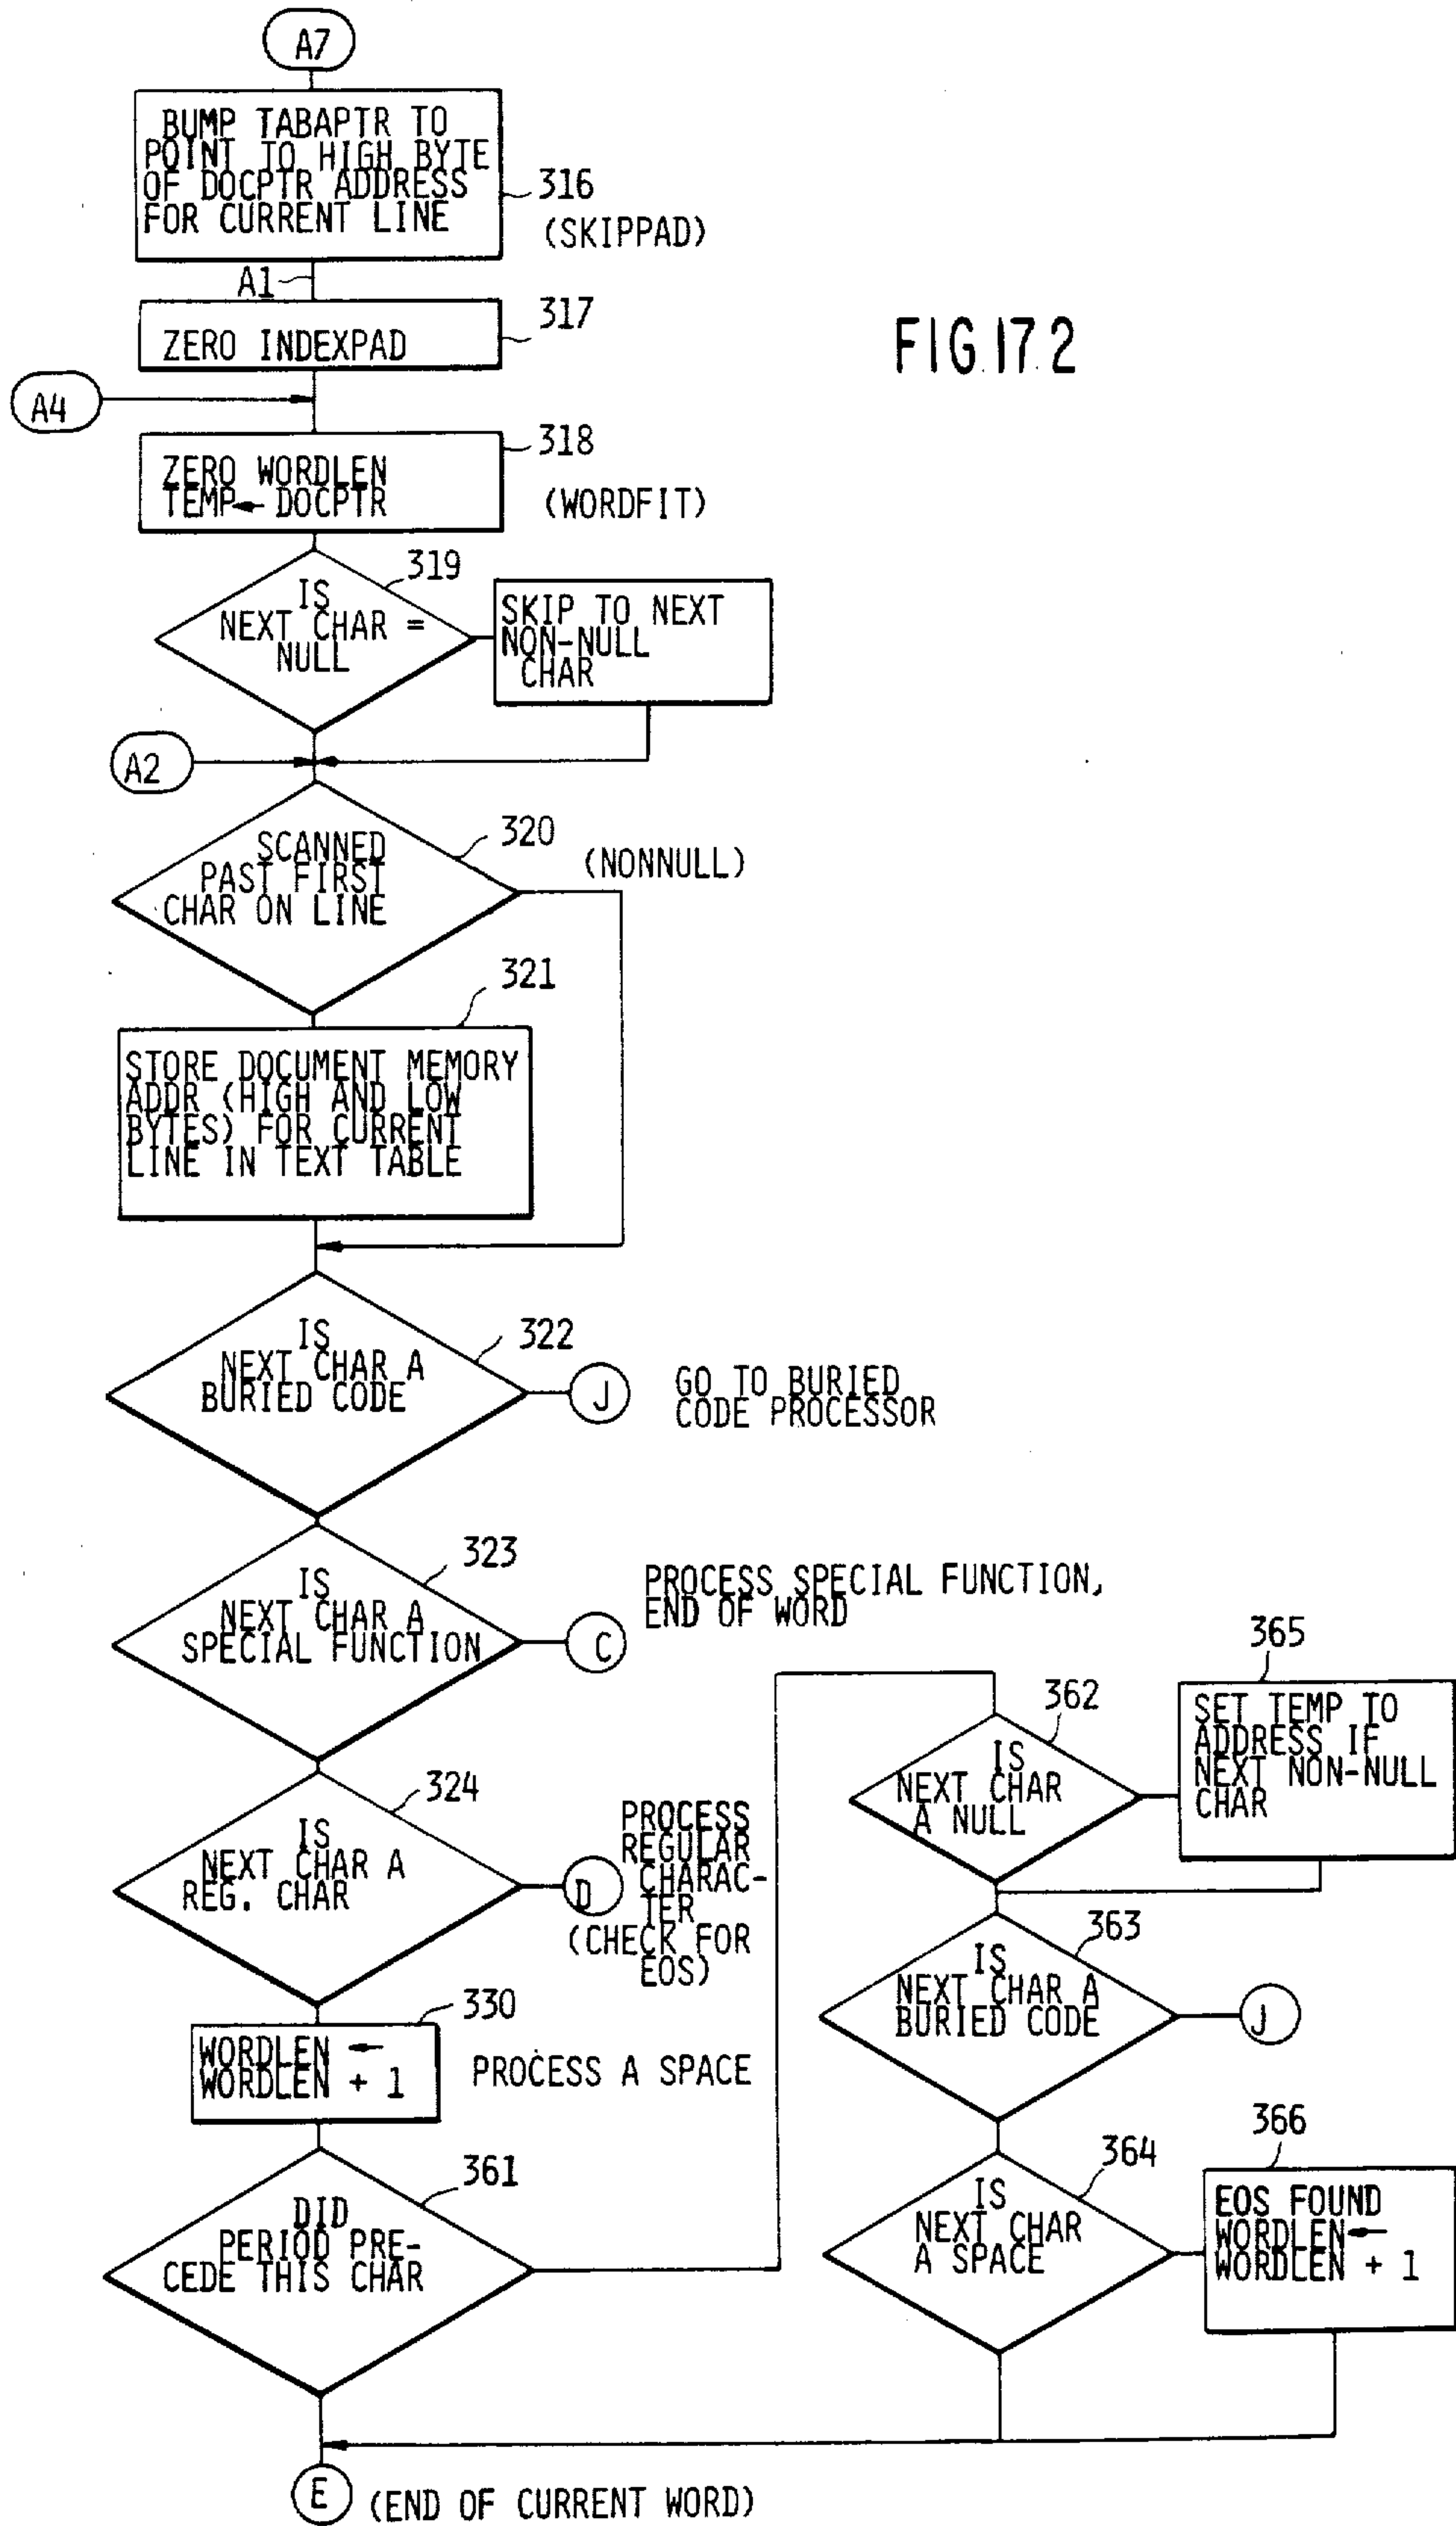 A7
BUMP TABAPTR TO
POINT TO HIGH BYTE
OF DOCPTR ADDRESS
FOR CURRENT LINE
316
(SKIPPAD)
A1
317
ZERO INDEXPAD
FIG.17.2
A4
318
ZERO WORDLEN
TEMP← DOCPTR
(WORDFIT)
319
IS
NEXT CHAR =
NULL
SKIP TO NEXT
NON-NULL
CHAR
A2
320
SCANNED
PAST FIRST
CHAR ON LINE
(NONNULL)
321
STORE DOCUMENT MEMORY
ADDR (HIGH AND LOW
BYTES) FOR CURRENT
LINE IN TEXT TABLE
322
IS
NEXT CHAR A
BURIED CODE
J
GO TO BURIED
CODE PROCESSOR
323
IS
NEXT CHAR A
SPECIAL FUNCTION
C
PROCESS SPECIAL FUNCTION,
END OF WORD
324
IS
NEXT CHAR A
REG. CHAR
D
PROCESS
REGULAR
CHARAC-
TER
(CHECK FOR
EOS)
330
WORDLEN ←
WORDLEN + 1
PROCESS A SPACE
361
DID
PERIOD PRE-
CEDE THIS CHAR
362
IS
NEXT CHAR
A NULL
365
SET TEMP TO
ADDRESS IF
NEXT NON-NULL
CHAR
363
IS
NEXT CHAR A
BURIED CODE
J
364
IS
NEXT CHAR
A SPACE
366
EOS FOUND
WORDLEN←
WORDLEN + 1
E
(END OF CURRENT WORD)